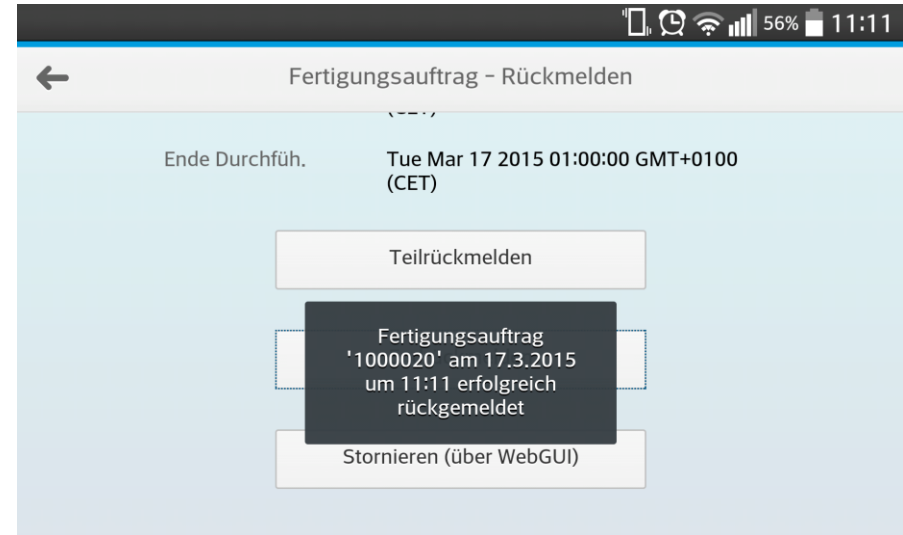 56% 11:11
Fertigungsauftrag - Rückmelden
Ende Durchfüh. Tue Mar 17 2015 01:00:00 GMT+0100
(CET)
Teilrückmelden
Fertigungsauftrag
'1000020' am 17.3.2015
um 11:11 erfolgreich
rückgemeldet
Stornieren (über WebGUI)